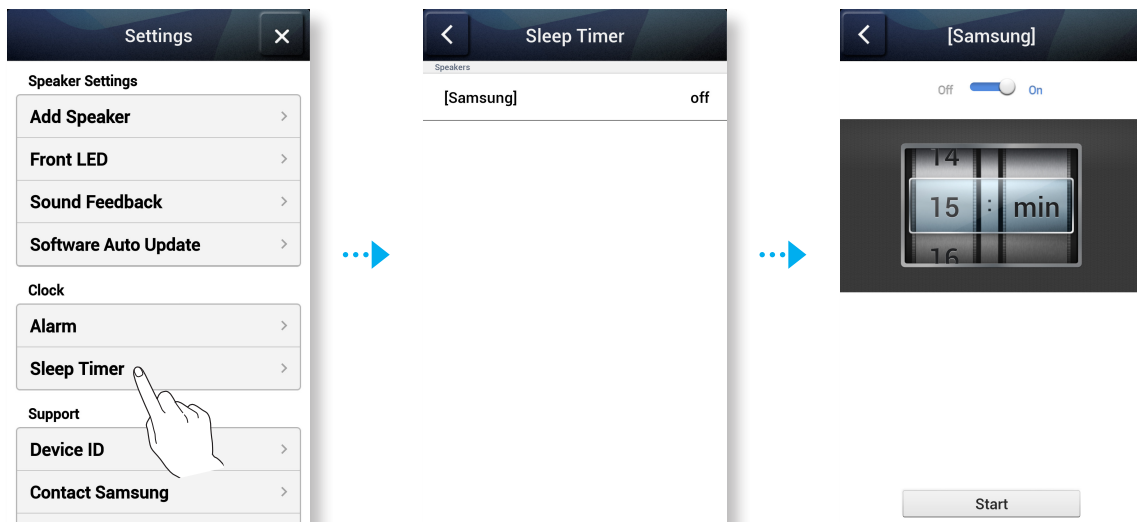 Settings
Speaker Settings
Add Speaker
Front LED
Sound Feedback
Software Auto Update
Clock
Alarm
Sleep Timer
Support
Device ID
Contact Samsung
Sleep Timer
Speakers
[Samsung] off
[Samsung]
Off On
14
15 : min
16
Start